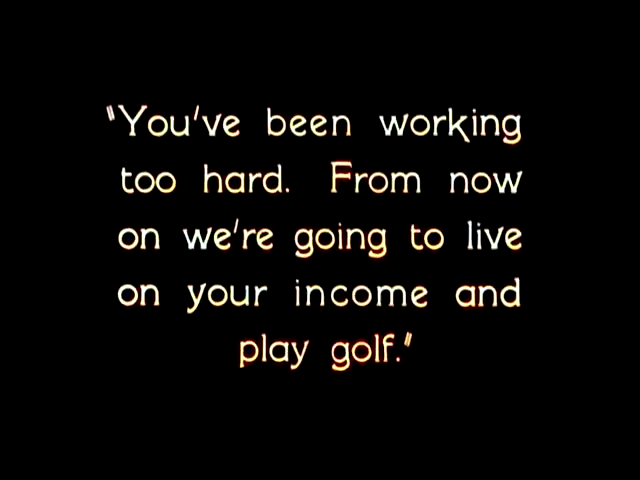 "You've been working
too hard. From now
on we're going to live
on your income and
play golf."